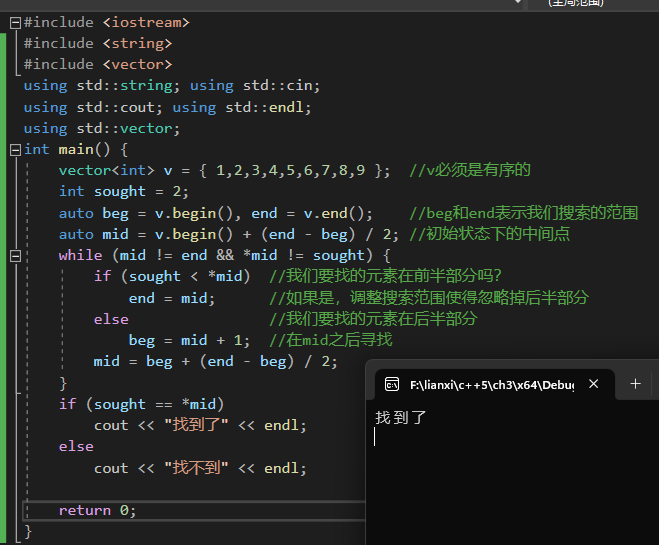 (全局范围)
#include <iostream>
#include <string>
#include <vector>
using std::string; using std::cin;
using std::cout; using std::endl;
using std::vector;
int main() {
    vector<int> v = { 1,2,3,4,5,6,7,8,9 };  //v必须是有序的
    int sought = 2;
    auto beg = v.begin(), end = v.end();    //beg和end表示我们搜索的范围
    auto mid = v.begin() + (end - beg) / 2; //初始状态下的中间点
    while (mid != end && *mid != sought) {
        if (sought < *mid)  //我们要找的元素在前半部分吗？
            end = mid;      //如果是，调整搜索范围使得忽略掉后半部分
        else                //我们要找的元素在后半部分
            beg = mid + 1;  //在mid之后寻找
        mid = beg + (end - beg) / 2;
    }
    if (sought == *mid)
        cout << "找到了" << endl;
    else
        cout << "找不到" << endl;
    return 0;
}
F:\lianxi\c++5\ch3\x64\Debug
找到了